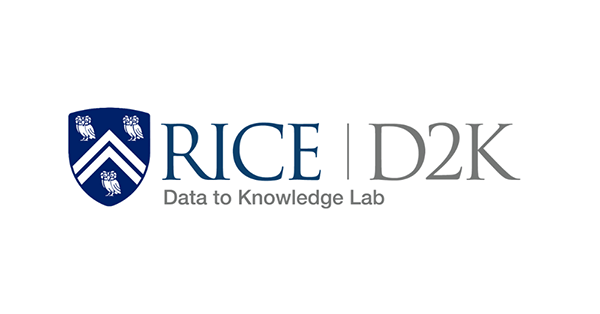 RICE | D2K
Data to Knowledge Lab